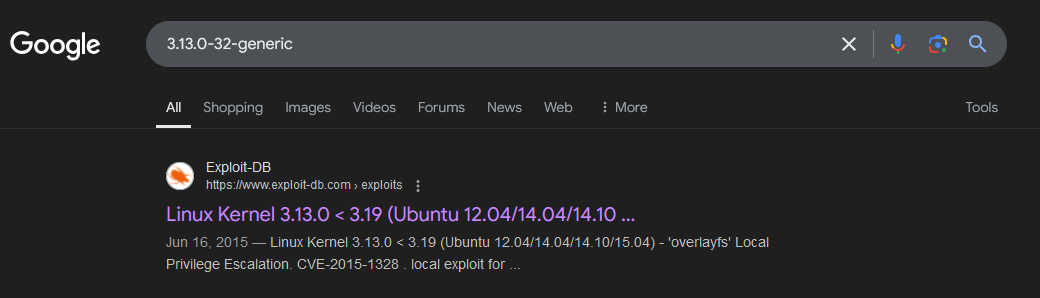 Google
3.13.0-32-generic
All Shopping Images Videos Forums News Web More Tools
Exploit-DB
https://www.exploit-db.com › exploits
Linux Kernel 3.13.0 < 3.19 (Ubuntu 12.04/14.04/14.10 ...
Jun 16, 2015 — Linux Kernel 3.13.0 < 3.19 (Ubuntu 12.04/14.04/14.10/15.04) - 'overlayfs' Local
Privilege Escalation. CVE-2015-1328 . local exploit for ...